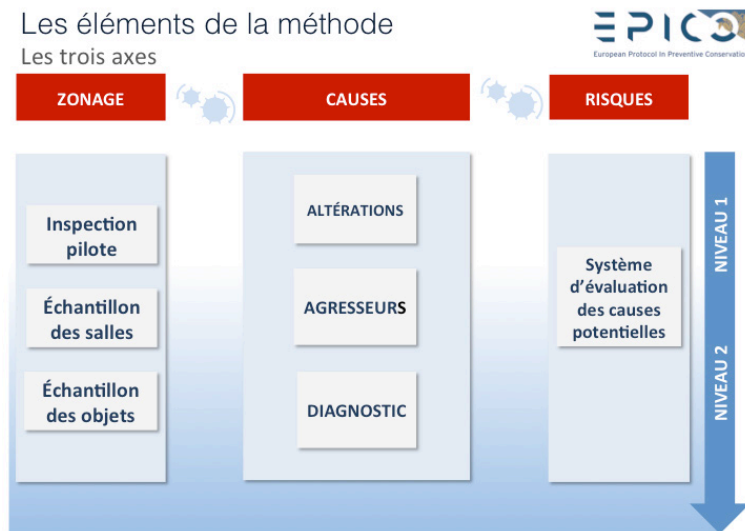 Les éléments de la méthode
Les trois axes
EPICO
European Protocol In Preventive Conservation
ZONAGE
CAUSES
RISQUES
Inspection
pilote
Échantillon
des salles
Échantillon
des objets
ALTÉRATIONS
AGRESSEURS
DIAGNOSTIC
Système
d'évaluation
des causes
potentielles
NIVEAU 1
NIVEAU 2